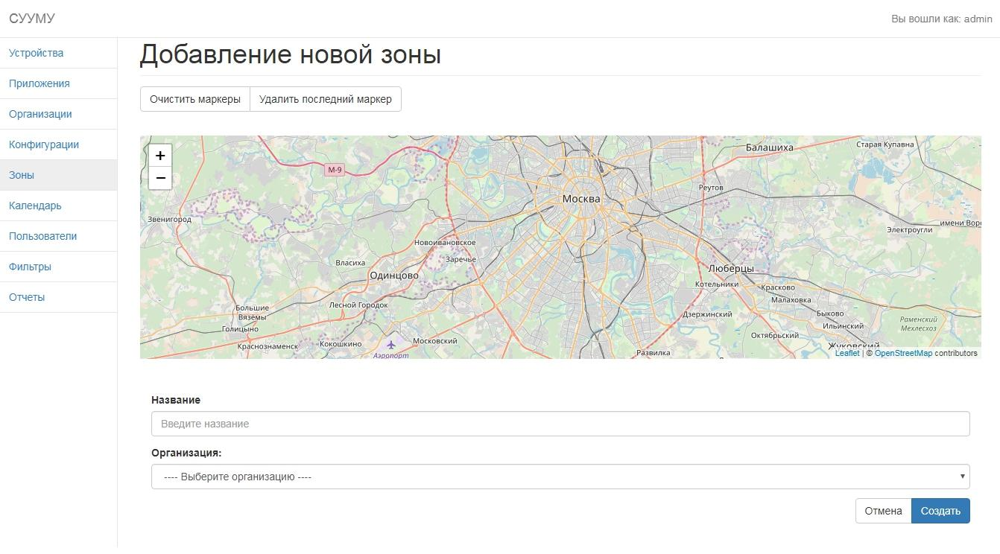 СУУМУ
Вы вошли как: admin
Устройства
Приложения
Организации
Конфигурации
Зоны
Календарь
Пользователи
Фильтры
Отчеты
Добавление новой зоны
Очистить маркеры
Удалить последний маркер
+
−
М-9
Балашиха
Старая Купавна
Москва
Реутов
Звенигород
имени Воро
Электроугли
Новоивановское
Заречье
Власиха
Одинцово
Люберцы
Котельники
Красково
Малаховка
Большие
Вязёмы
Лесной Городок
Дзержинский
Быково
Ильинский
Раменский
Мехлесхоз
Голицыно
Октябрьский
Краснознаменск
Кокошкино
Московский
Аэропорт
Развилка
Жуковский
Leaflet | © OpenStreetMap contributors
Название
Введите название
Организация:
---- Выберите организацию ----
Отмена
Создать